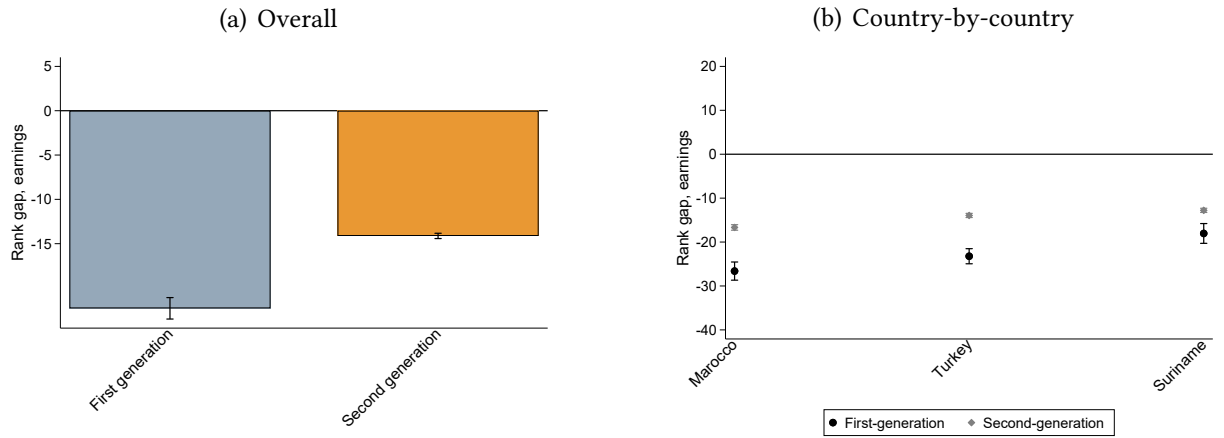 (a) Overall
Rank gap, earnings
5
0
-5
-10
-15
First generation
Second generation
(b) Country-by-country
Rank gap, earnings
20
10
0
-10
-20
-30
-40
Marocco
Turkey
Suriname
First-generation
Second-generation